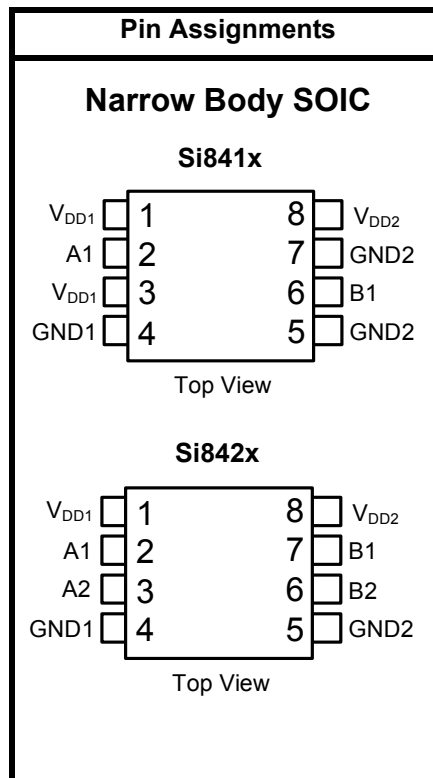 Pin Assignments
Narrow Body SOIC
Si841x
VDD1 1 8 VDD2
A1 2 7 GND2
VDD1 3 6 B1
GND1 4 5 GND2
Top View
Si842x
VDD1 1 8 VDD2
A1 2 7 B1
A2 3 6 B2
GND1 4 5 GND2
Top View